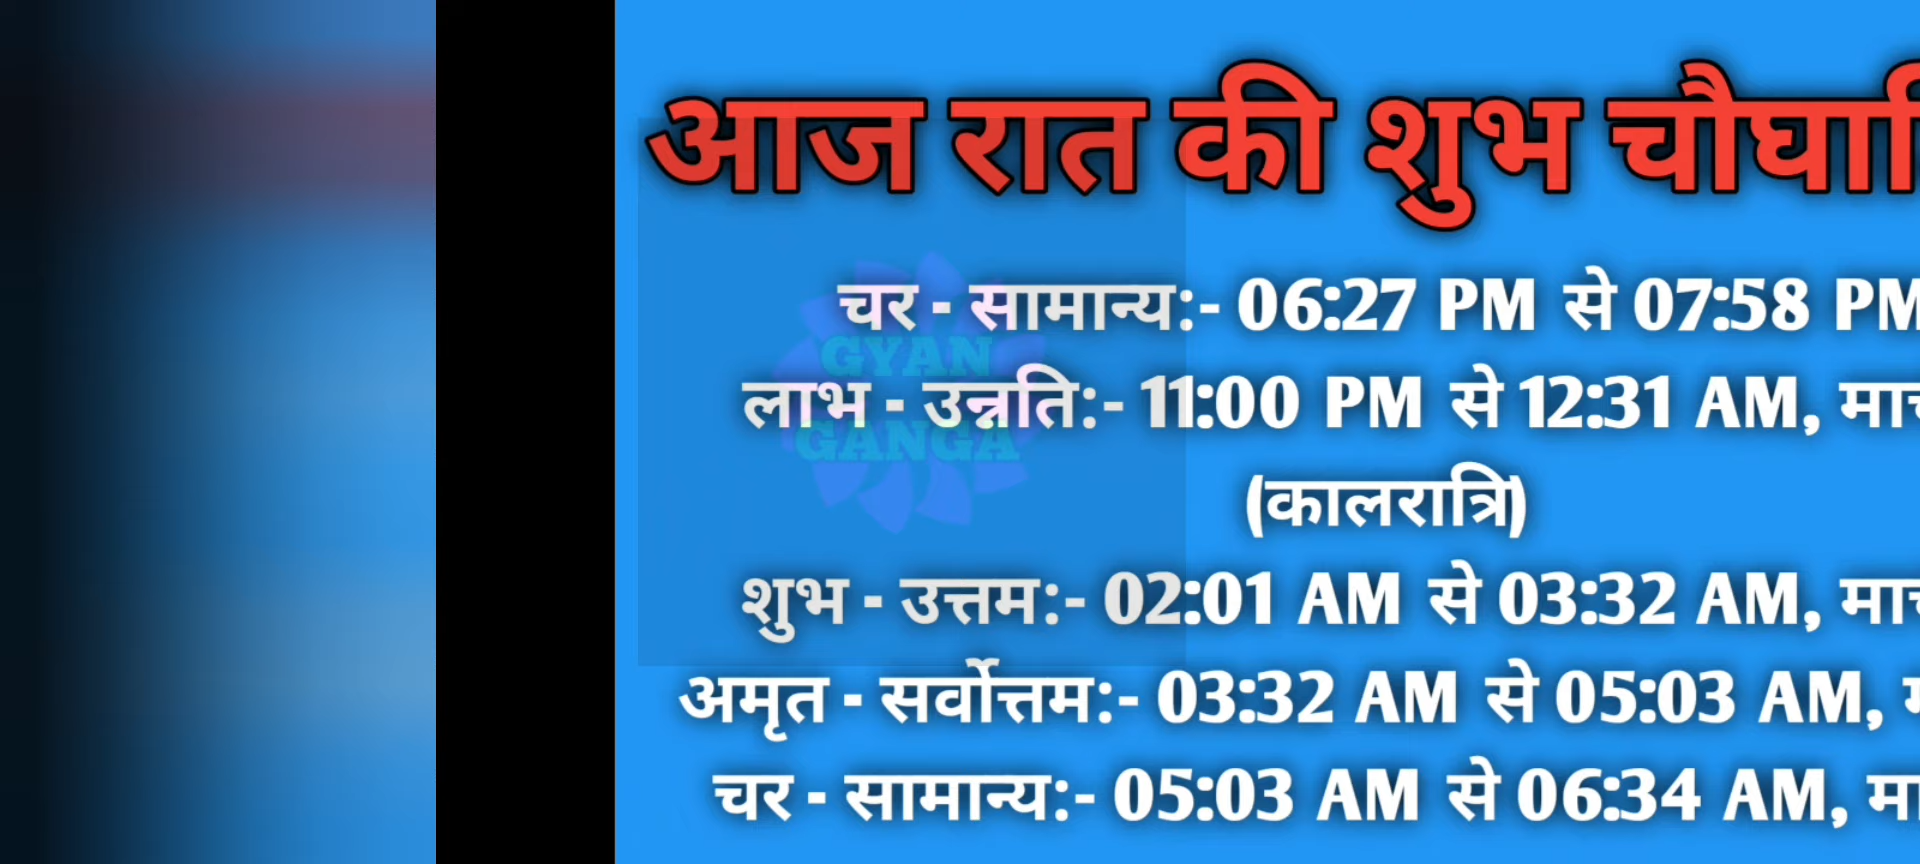 आज रात की शुभ चौघाि
चर - सामान्य:- 06:27 PM से 07:58 PM
लाभ - उन्नति:- 11:00 PM से 12:31 AM,
(कालरात्रि)
शुभ - उत्तम:- 02:01 AM से 03:32 AM,
अमृत - सर्वोत्तम:- 03:32 AM से 05:03 AM,
चर - सामान्य:- 05:03 AM से 06:34 AM,
GYAN
GANGA